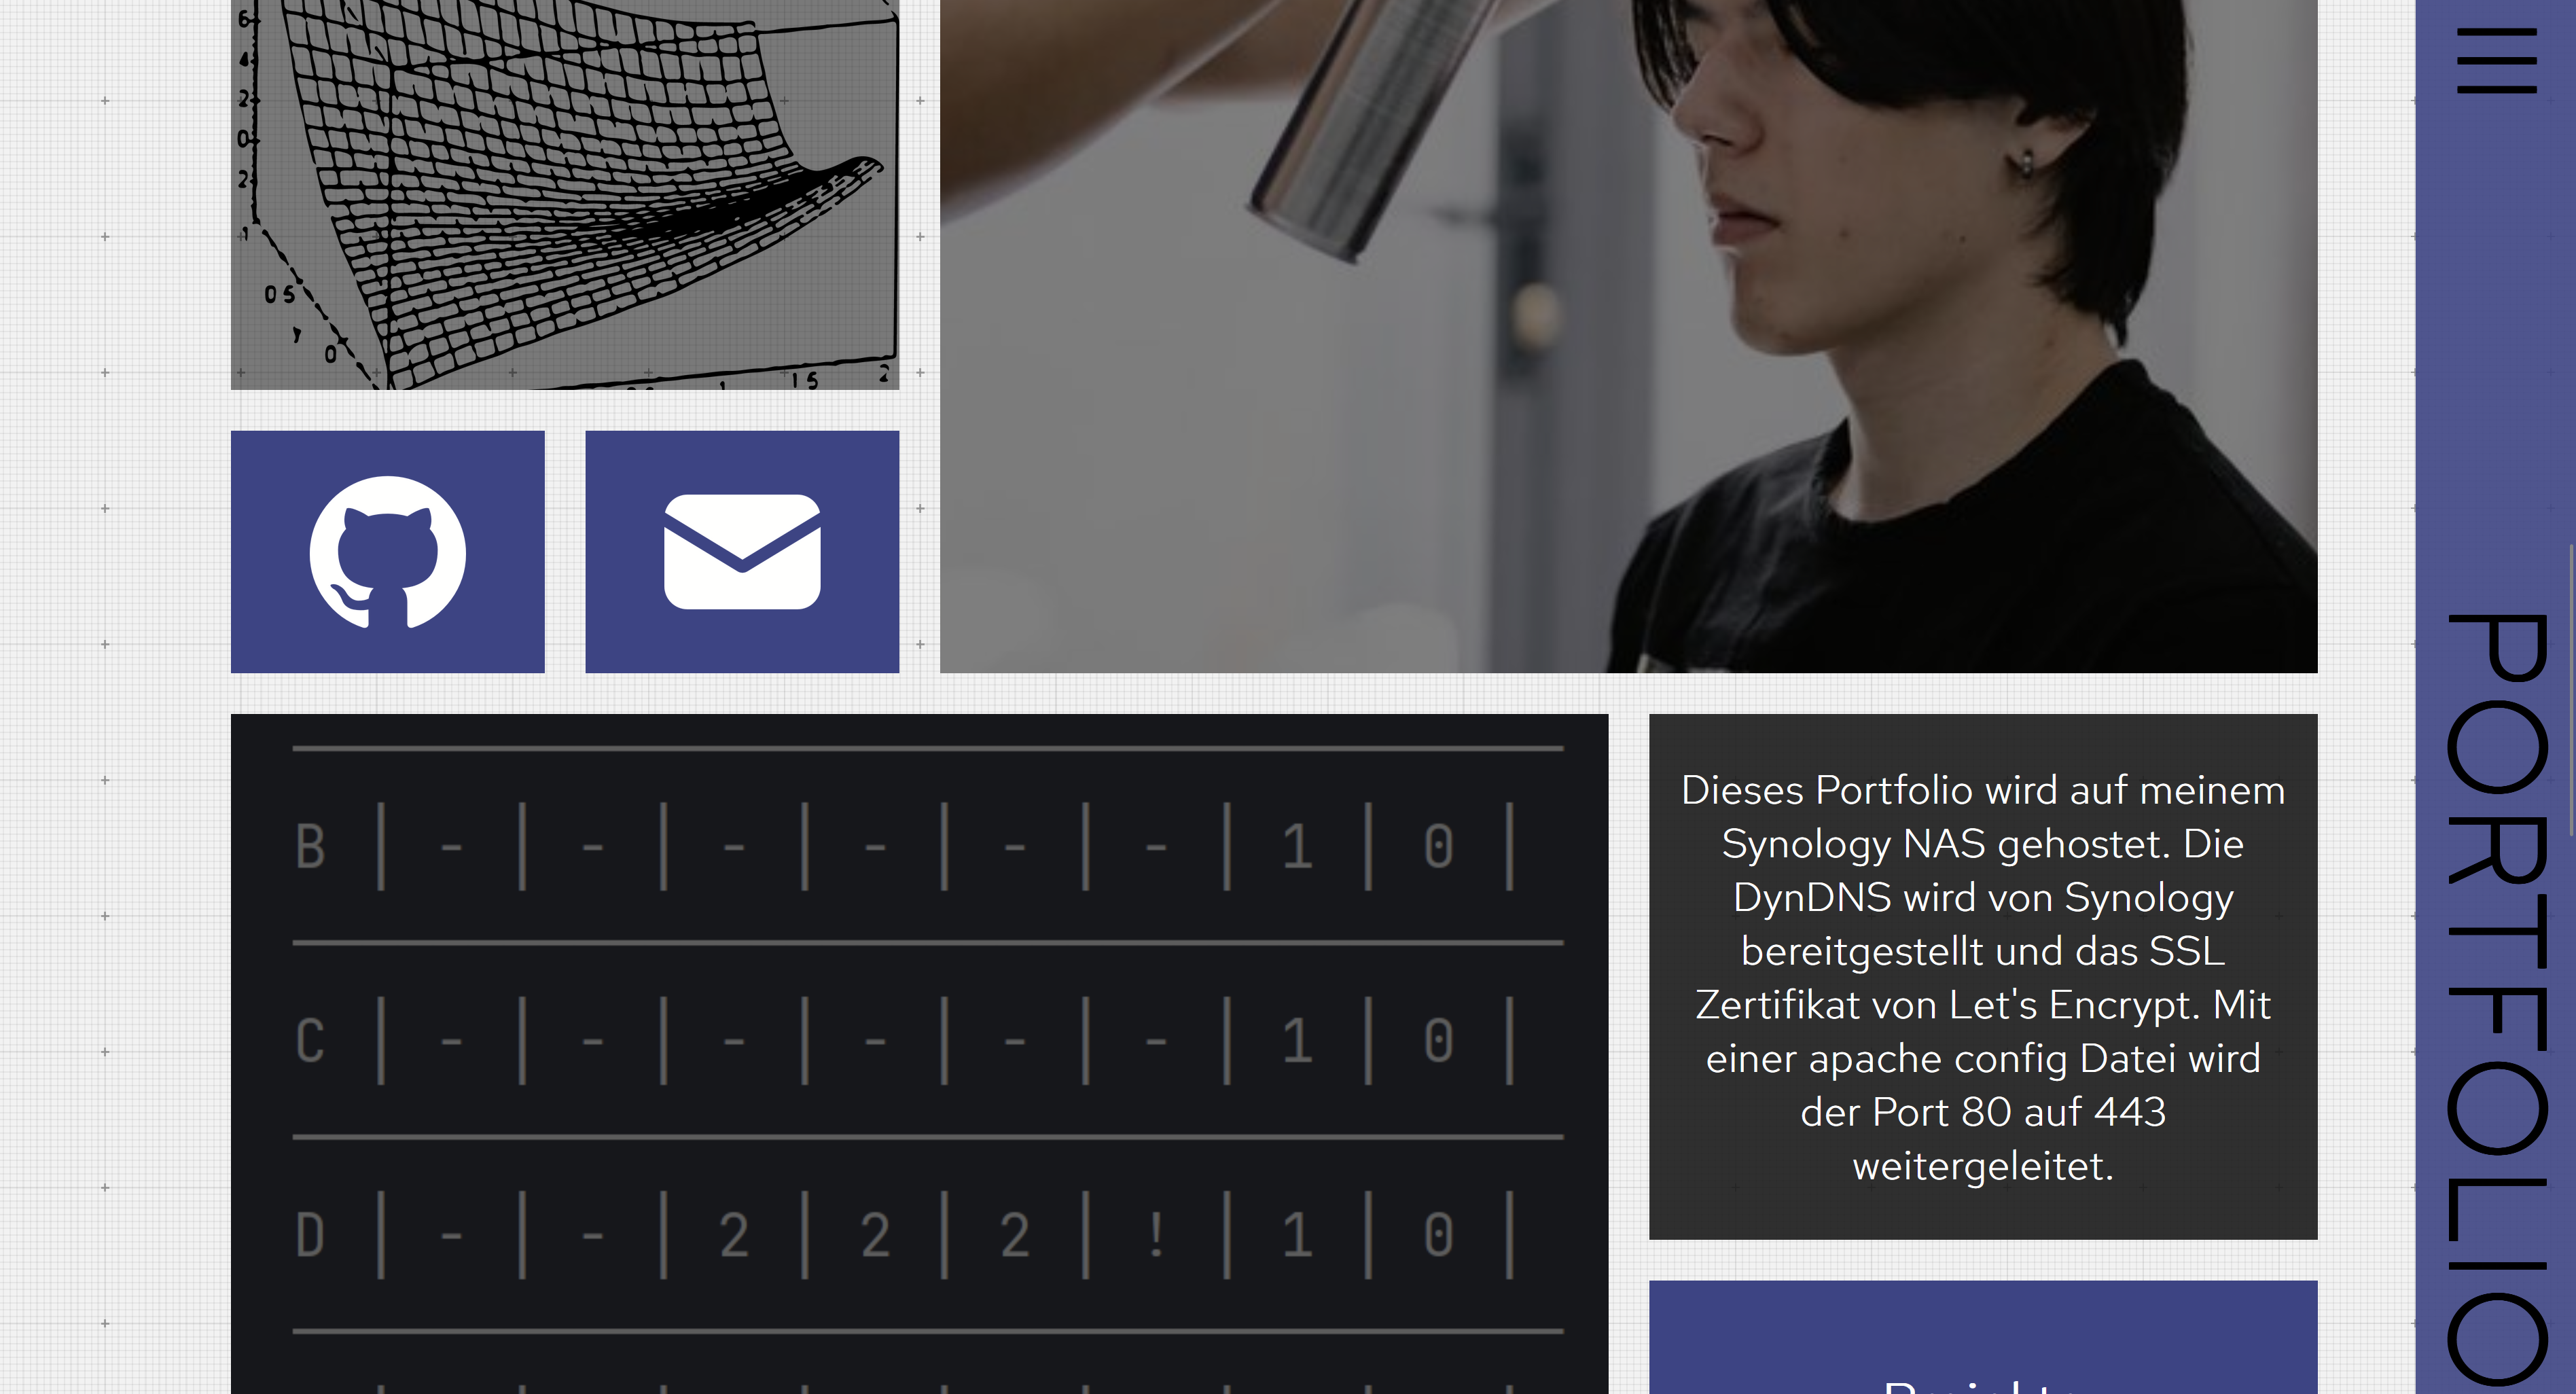 6
4
2
0
2
1
0 5
0
1
1 5
2
B | - | - | - | - | - | - | 1 | 0 |
C | - | - | - | - | - | - | 1 | 0 |
D | - | - | 2 | 2 | 2 | ! | 1 | 0 |
Dieses Portfolio wird auf meinem
Synology NAS gehostet. Die
DynDNS wird von Synology
bereitgestellt und das SSL
Zertifikat von Let's Encrypt. Mit
einer apache config Datei wird
der Port 80 auf 443
weitergeleitet.
PORTFOLIO